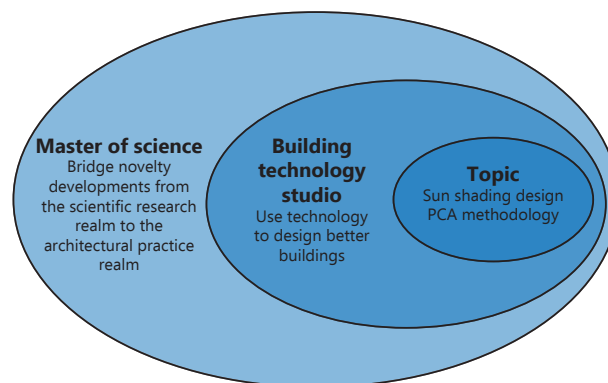 Master of science
Bridge novelty
developments from
the scientific research
realm to the
architectural practice
realm
Building
technology
studio
Use technology
to design better
buildings
Topic
Sun shading design
PCA methodology